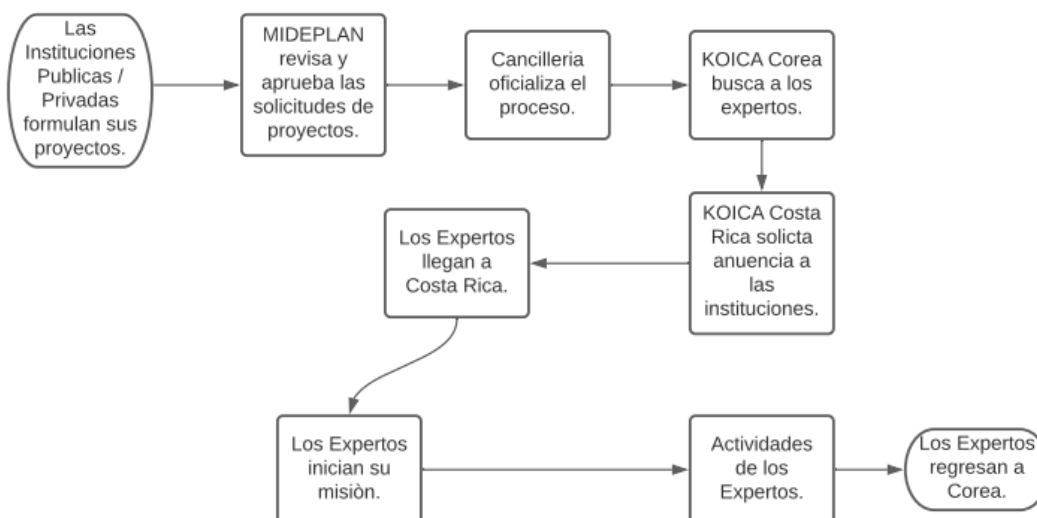 Las
Instituciones
Publicas /
Privadas
formulan sus
proyectos.
MIDEPLAN
revisa y
aprueba las
solicitudes de
proyectos.
Cancilleria
oficializa el
proceso.
KOICA Corea
busca a los
expertos.
KOICA Costa
Rica solicta
anuencia a
las
instituciones.
Los Expertos
llegan a
Costa Rica.
Los Expertos
inician su
misiòn.
Actividades
de los
Expertos.
Los Expertos
regresan a
Corea.